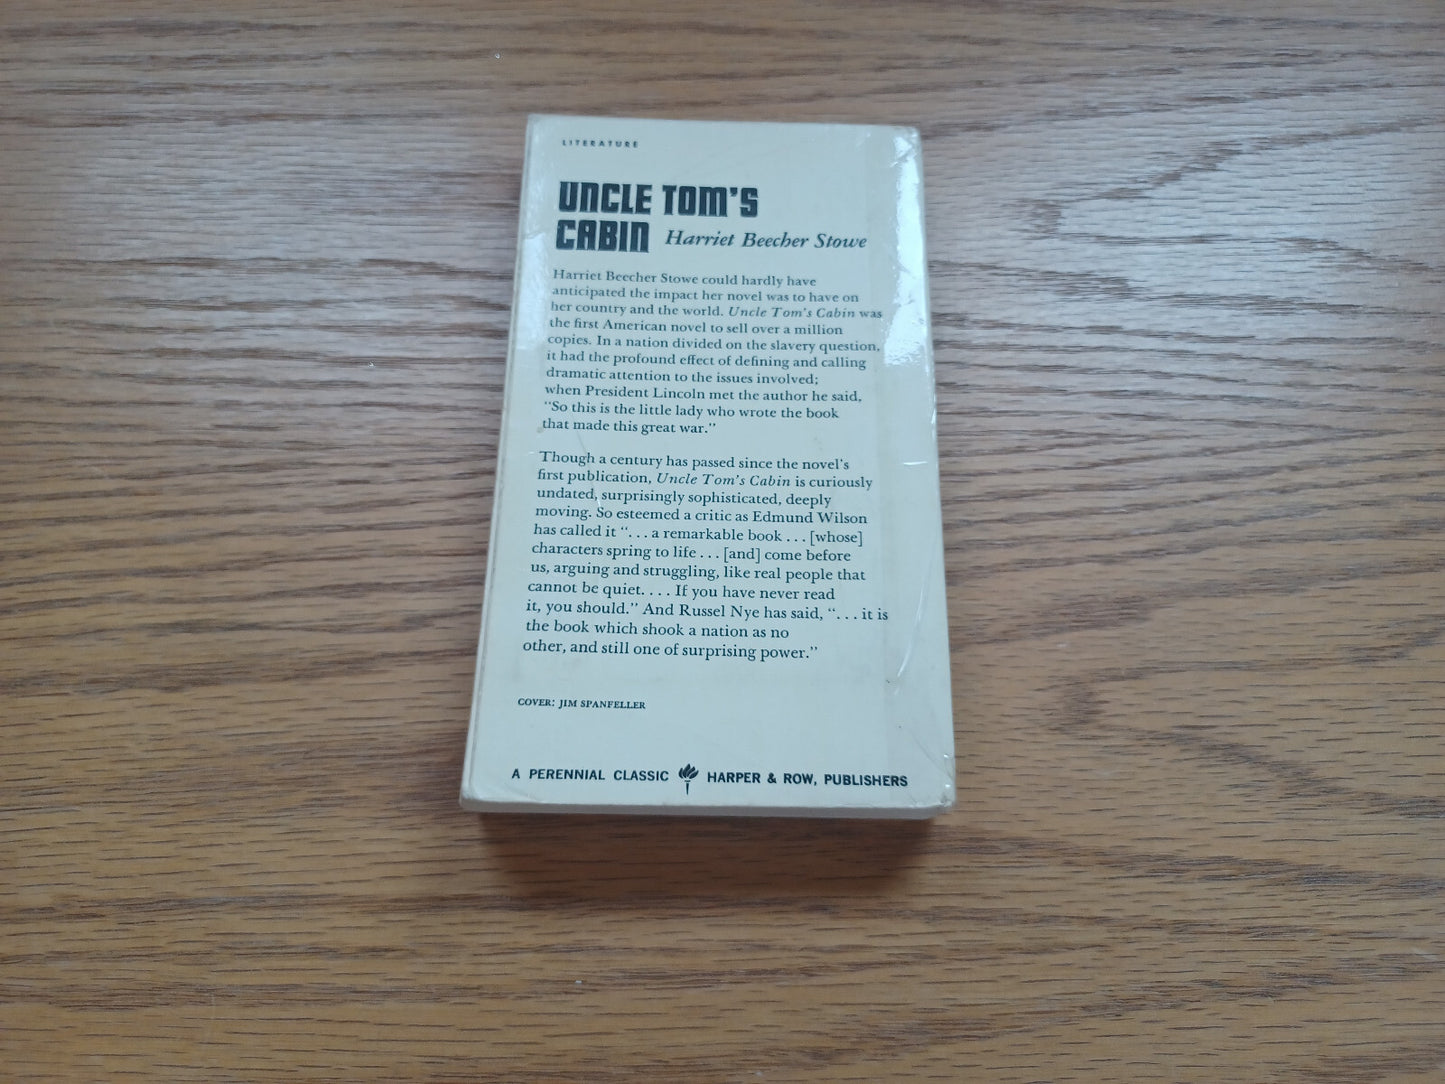 LITERATURE
UNCLE TOM'S
CABIN Harriet Beecher Stowe
Harriet Beecher Stowe could hardly have
anticipated the impact her novel was to have on
her country and the world. Uncle Tom's Cabin was
the first American novel to sell over a million
copies. In a nation divided on the slavery question,
it had the profound effect of defining and calling
dramatic attention to the issues involved;
when President Lincoln met the author he said,
"So this is the little lady who wrote the book
that made this great war."
Though a century has passed since the novel's
first publication, Uncle Tom's Cabin is curiously
undated, surprisingly sophisticated, deeply
moving. So esteemed a critic as Edmund Wilson
has called it ". . . a remarkable book . . . [whose]
characters spring to life . . . [and] come before
us, arguing and struggling, like real people that
cannot be quiet. . . . If you have never read
it, you should." And Russel Nye has said, ". . . it is
the book which shook a nation as no
other, and still one of surprising power."
COVER: JIM SPANFELLER
A PERENNIAL CLASSIC HARPER & ROW, PUBLISHERS